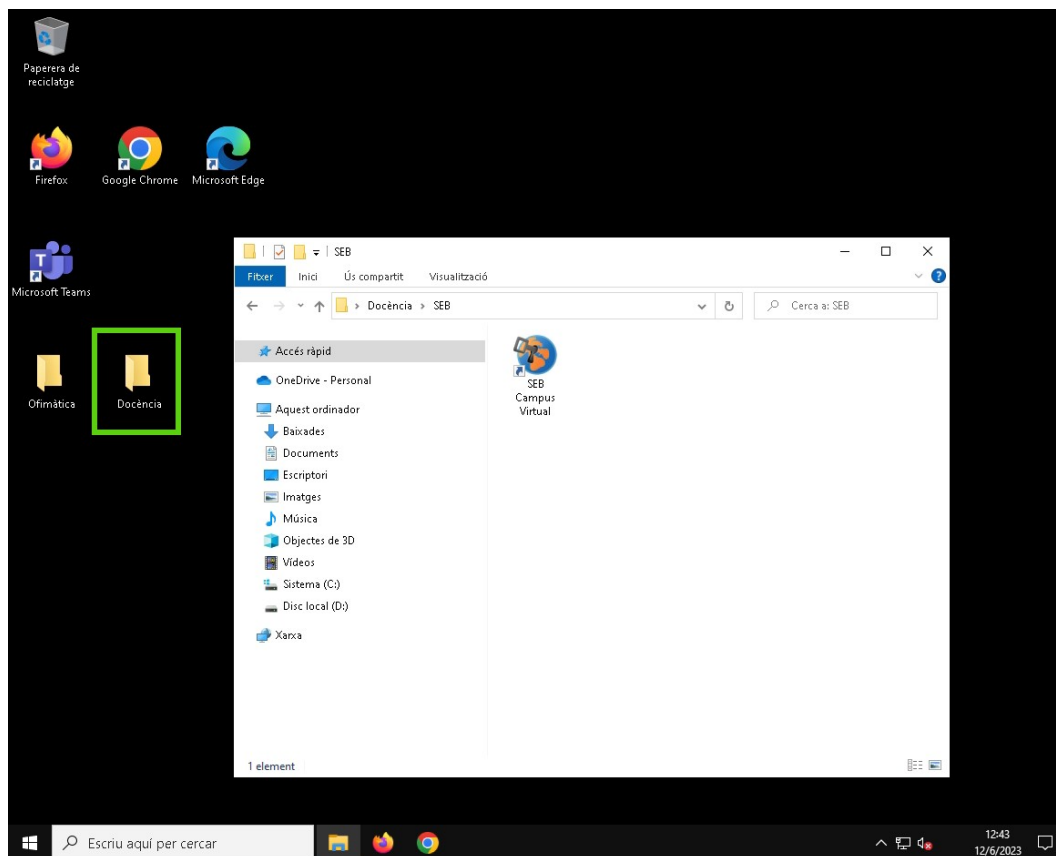 Paperera de
reciclatge
Firefox
Google Chrome
Microsoft Edge
Microsoft Teams
Ofimàtica
Docència
SEB
Fitxer
Inici
Ús compartit
Visualització
Docència > SEB
Cerca a: SEB
Accés ràpid
OneDrive - Personal
Aquest ordinador
Baixades
Documents
Escriptori
Imatges
Música
Objectes de 3D
Vídeos
Sistema (C:)
Disc local (D:)
Xarxa
SEB
Campus
Virtual
1 element
Escriu aquí per cercar
12:43
12/6/2023